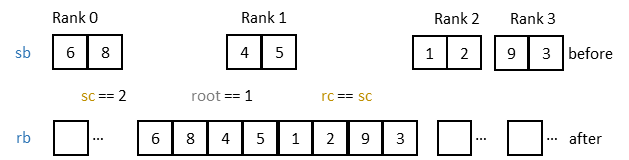 Rank 0 Rank 1 Rank 2 Rank 3
sb 6 8 4 5 1 2 9 3 before
sc == 2 root == 1 rc == sc
rb ... 6 8 4 5 1 2 9 3 ... ... after